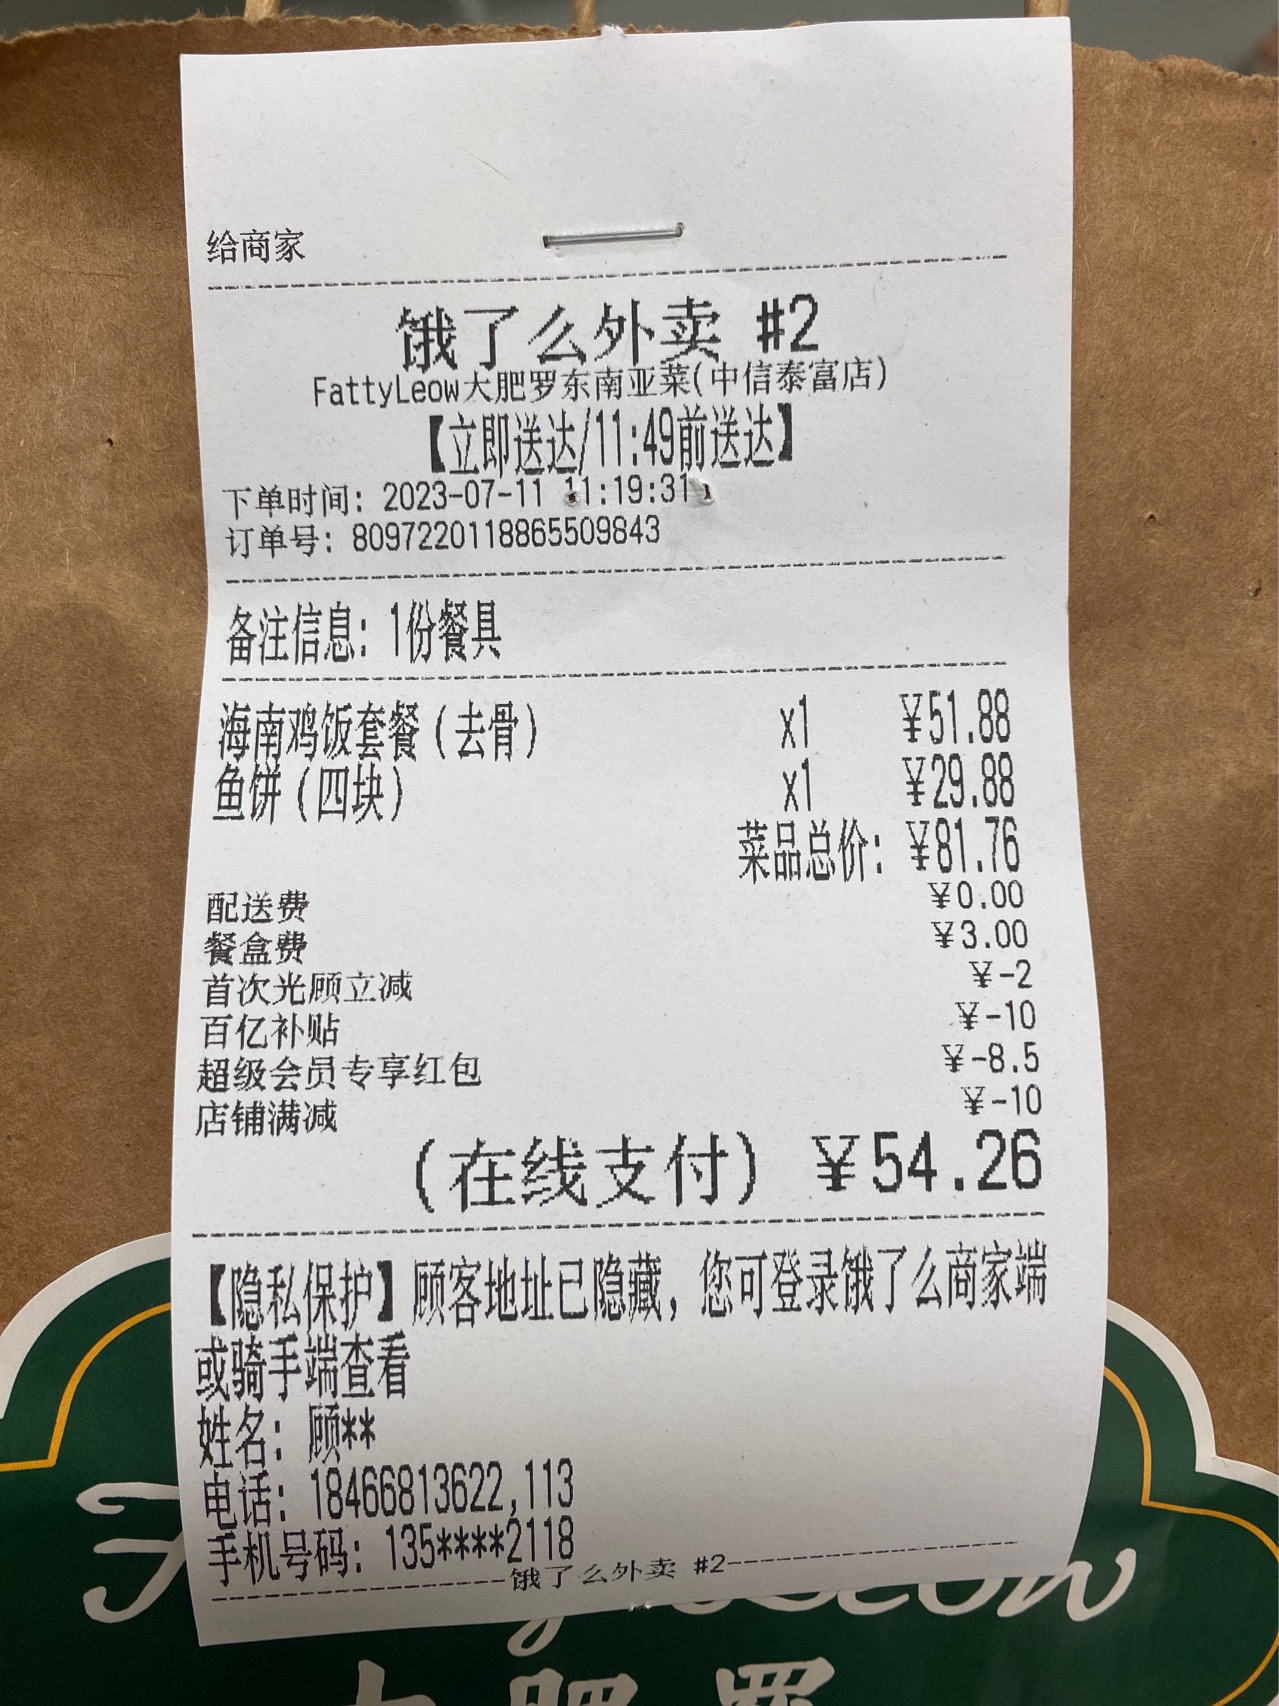 给商家
饿了么外卖 #2
FattyLeow大肥罗东南亚菜(中信泰富店)
【立即送达/11:49前送达】
下单时间: 2023-07-11 11:19:31
订单号: 8097220118865509843
备注信息: 1份餐具
海南鸡饭套餐(去骨) x1 ¥51.88
鱼饼(四块) x1 ¥29.88
菜品总价: ¥81.76
配送费 ¥0.00
餐盒费 ¥3.00
首次光顾立减 ¥-2
百亿补贴 ¥-10
超级会员专享红包 ¥-8.5
店铺满减 ¥-10
(在线支付) ¥54.26
【隐私保护】顾客地址已隐藏, 您可登录饿了么商家端
或骑手端查看
姓名: 顾**
电话: 18466813622,113
手机号码: 135****2118
饿了么外卖 #2